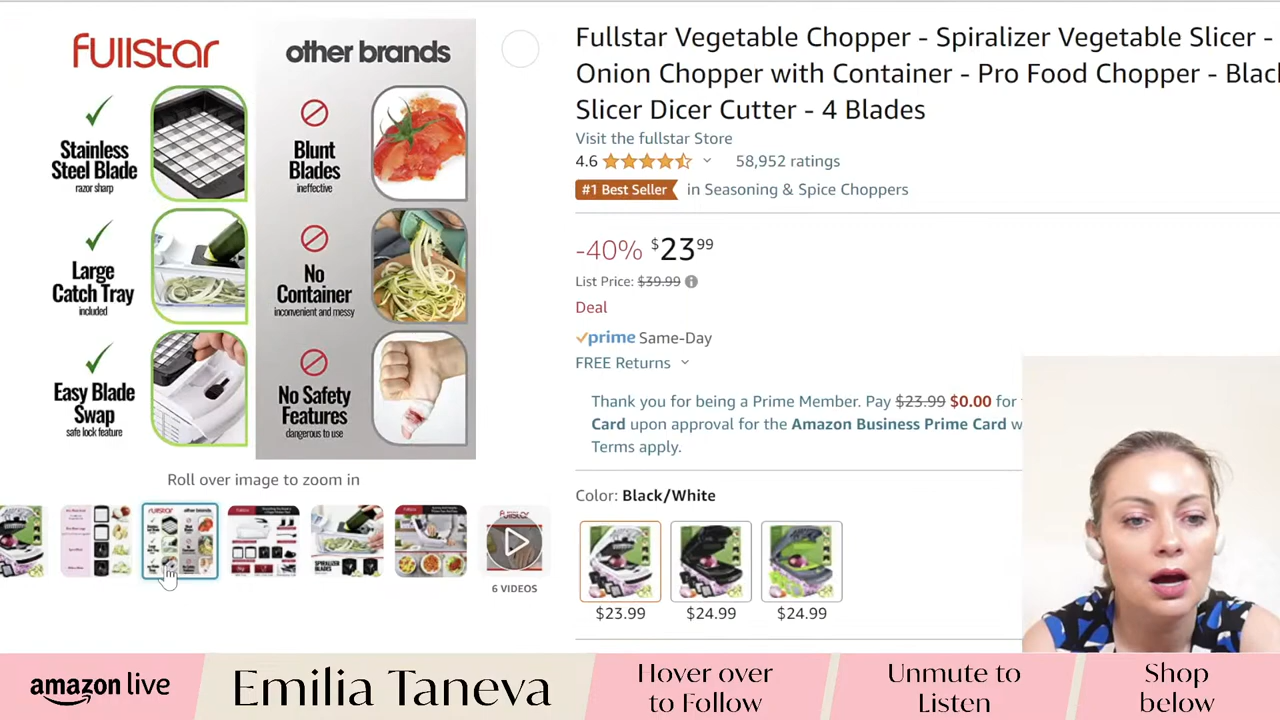 fullstar
other brands
Stainless
Steel Blade
razor sharp
Blunt
Blades
ineffective
Large
Catch Tray
included
No
Container
inconvenient and messy
Easy Blade
Swap
safe lock feature
No Safety
Features
dangerous to use
Roll over image to zoom in
6 VIDEOS
Fullstar Vegetable Chopper - Spiralizer Vegetable Slicer -
Onion Chopper with Container - Pro Food Chopper - Blac
Slicer Dicer Cutter - 4 Blades
Visit the fullstar Store
4.6 58,952 ratings
#1 Best Seller in Seasoning & Spice Choppers
-40% $23 99
List Price: $39.99
Deal
prime Same-Day
FREE Returns
Thank you for being a Prime Member. Pay $23.99 $0.00 for
Card upon approval for the Amazon Business Prime Card w
Terms apply.
Color: Black/White
$23.99 $24.99 $24.99
amazon live
Emilia Taneva
Hover over
to Follow
Unmute to
Listen
Shop
below